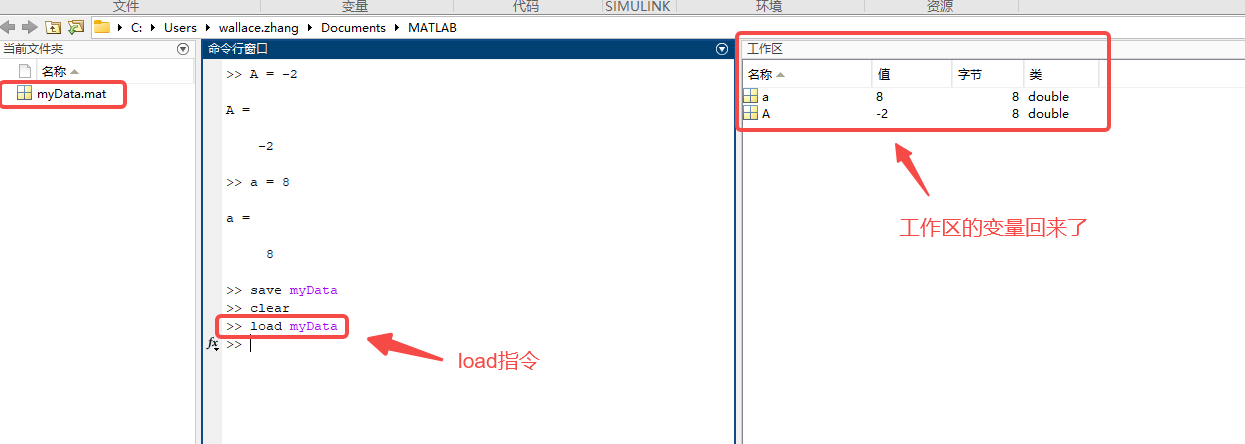 文件 变量 代码 SIMULINK 环境 资源
C: Users wallace.zhang Documents MATLAB
当前文件夹
名称
myData.mat
命令行窗口
>> A = -2
A =
-2
>> a = 8
a =
8
>> save myData
>> clear
>> load myData
fx >>
load指令
工作区
名称 值 字节 类
a 8 8 double
A -2 8 double
工作区的变量回来了